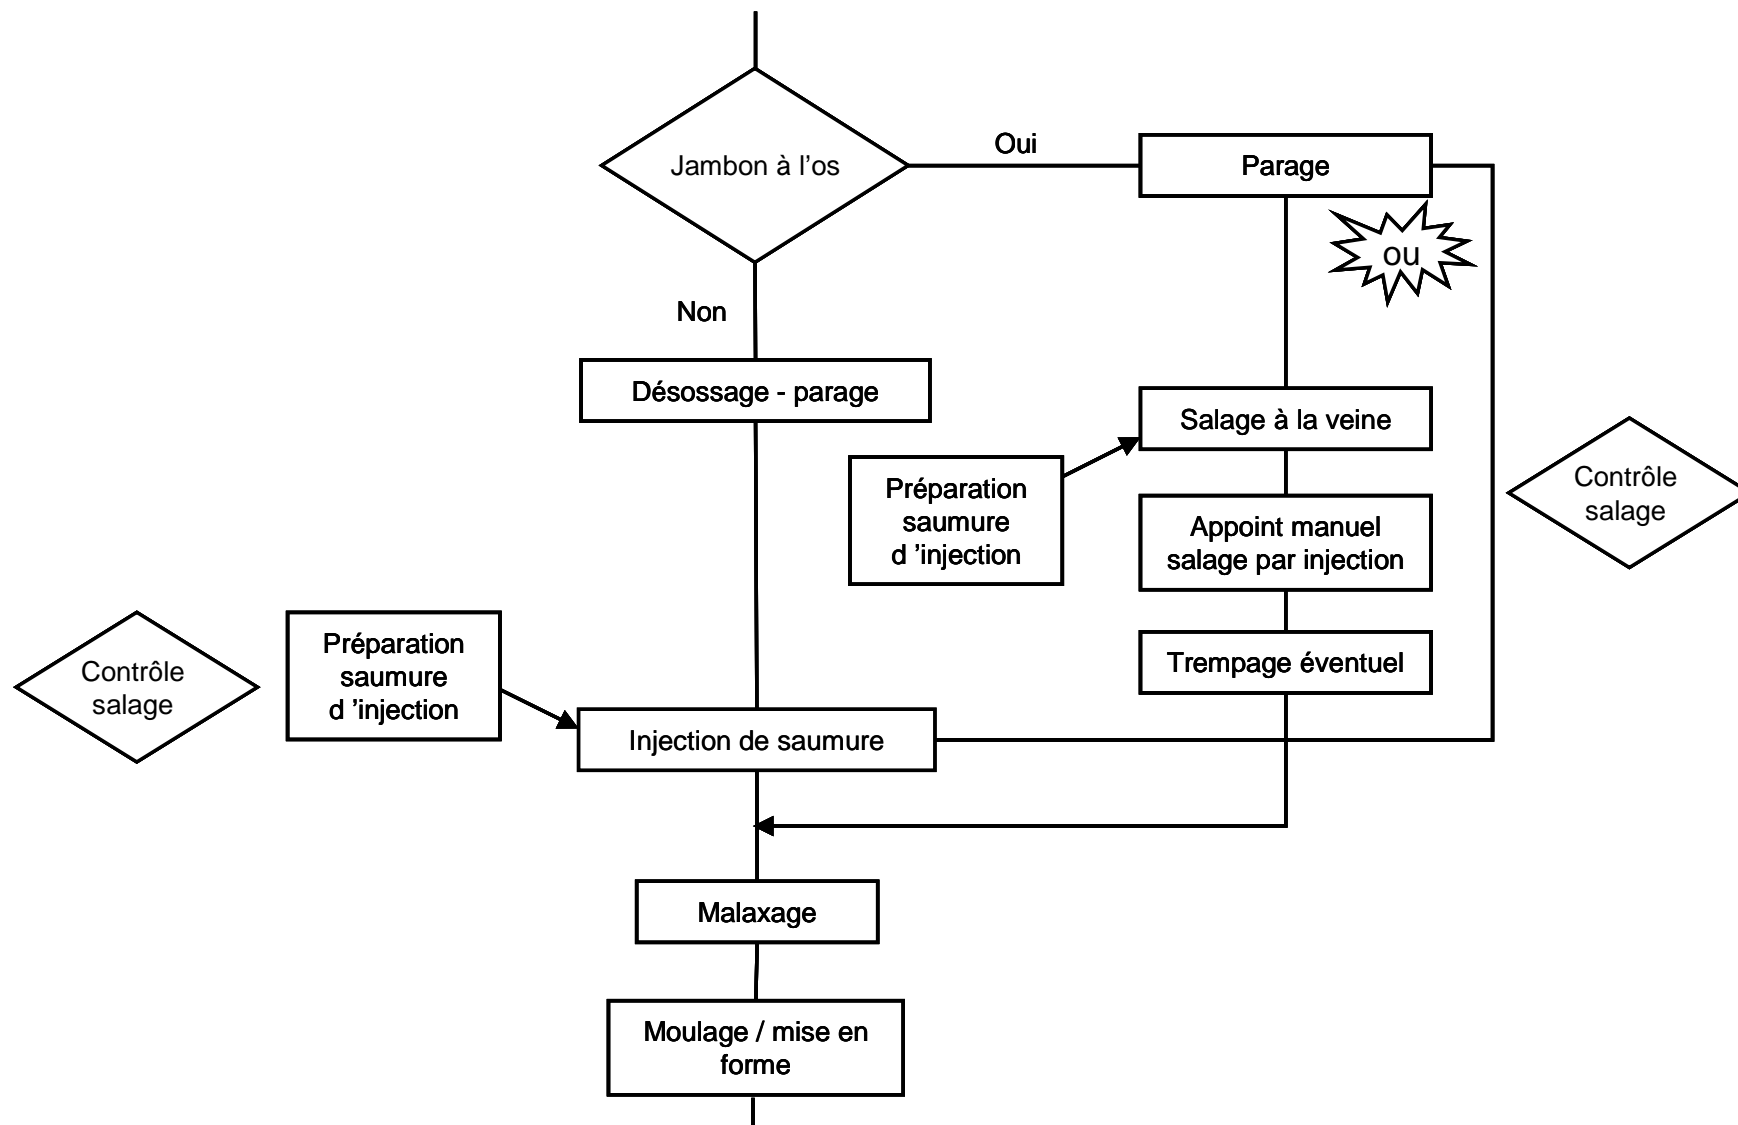 Oui
Jambon à l’os
Parage
ou
Non
Désossage - parage
Salage à la veine
Préparation
saumure
d ’injection
Contrôle
salage
Appoint manuel
salage par injection
Préparation
saumure
d ’injection
Contrôle
salage
Trempage éventuel
Injection de saumure
Malaxage
Moulage / mise en
forme